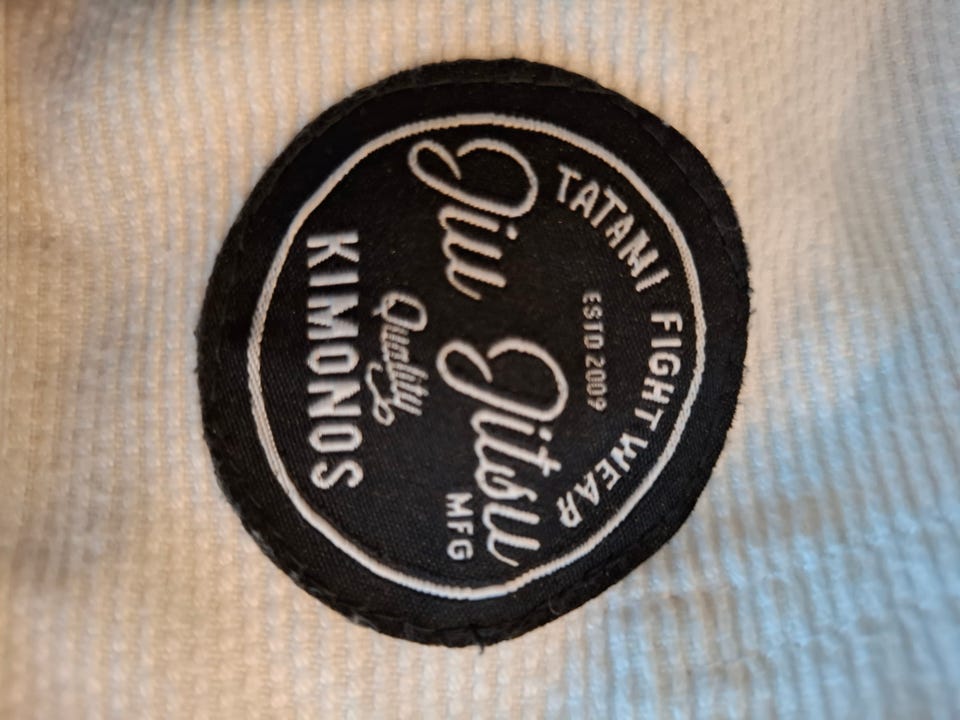 TATAMI FIGHTWEAR
ESTD 2009
Jiu Jitsu
MFG
Quality
KIMONOS